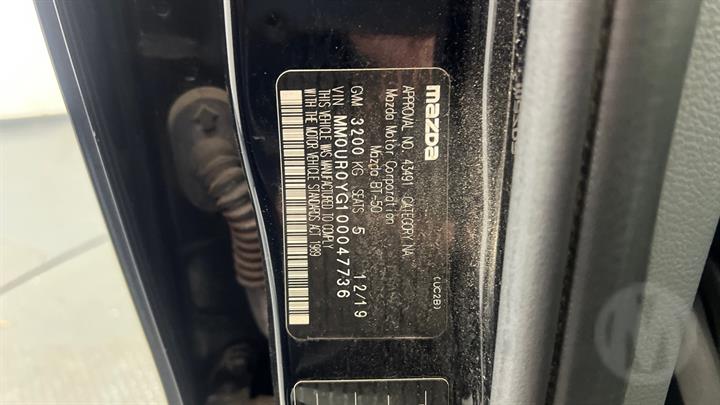 mazda
APPROVAL NO. 43491 CATEGORY NA
Mazda Motor Corporation
Mazda BT-50
(UC2B)
GVM 3200 KG SEATS 5 12/19
VIN MM0UR0YG100047736
THIS VEHICLE WAS MANUFACTURED TO COMPLY
WITH THE MOTOR VEHICLE STANDARDS ACT 1989